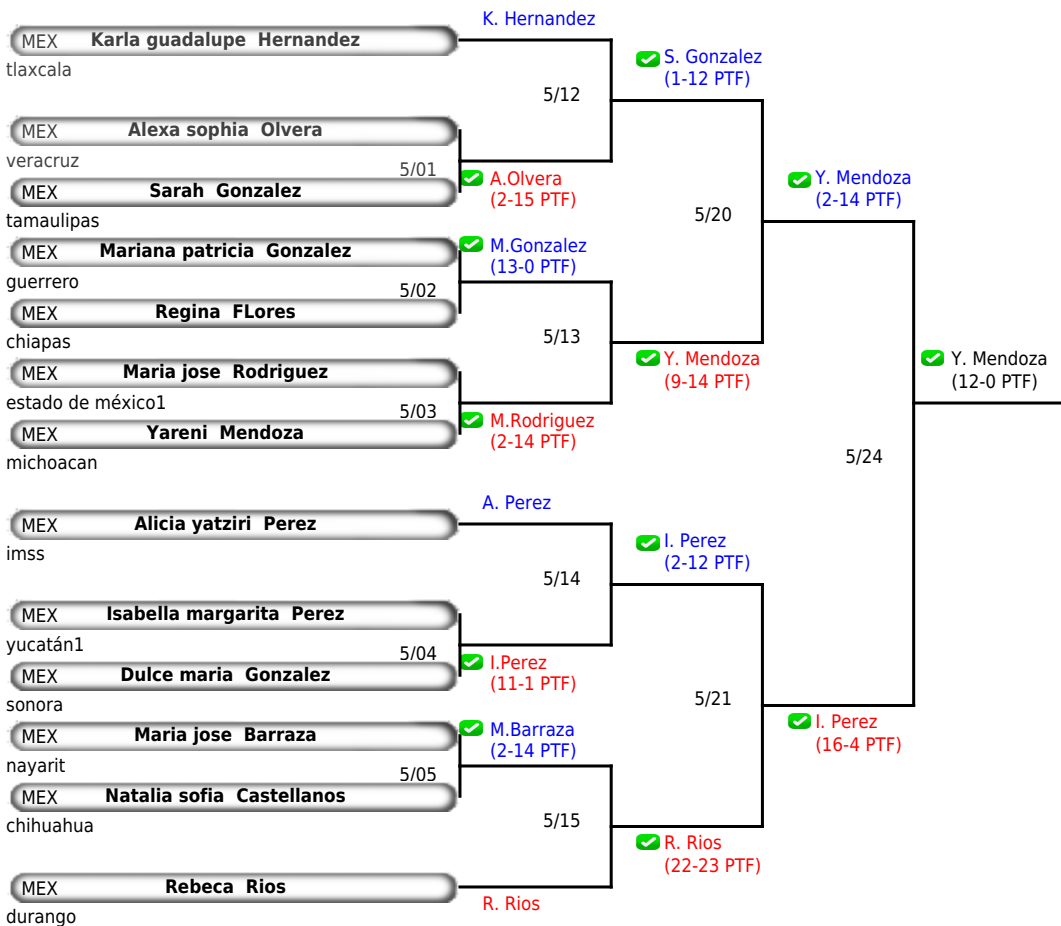 K. Hernandez
MEX Karla guadalupe Hernandez
tlaxcala
S. Gonzalez
(1-12 PTF)
5/12
MEX Alexa sophia Olvera
veracruz
5/01
A.Olvera
(2-15 PTF)
MEX Sarah Gonzalez
tamaulipas
Y. Mendoza
(2-14 PTF)
5/20
MEX Mariana patricia Gonzalez
guerrero
M.Gonzalez
(13-0 PTF)
5/02
MEX Regina FLores
chiapas
5/13
MEX Maria jose Rodriguez
estado de méxico1
Y. Mendoza
(9-14 PTF)
Y. Mendoza
(12-0 PTF)
5/03
MEX Yareni Mendoza
michoacan
M.Rodriguez
(2-14 PTF)
5/24
A. Perez
MEX Alicia yatziri Perez
imss
I. Perez
(2-12 PTF)
5/14
MEX Isabella margarita Perez
yucatán1
5/04
I.Perez
(11-1 PTF)
MEX Dulce maria Gonzalez
sonora
5/21
MEX Maria jose Barraza
nayarit
M.Barraza
(2-14 PTF)
I. Perez
(16-4 PTF)
5/05
MEX Natalia sofia Castellanos
chihuahua
5/15
R. Rios
(22-23 PTF)
MEX Rebeca Rios
durango
R. Rios